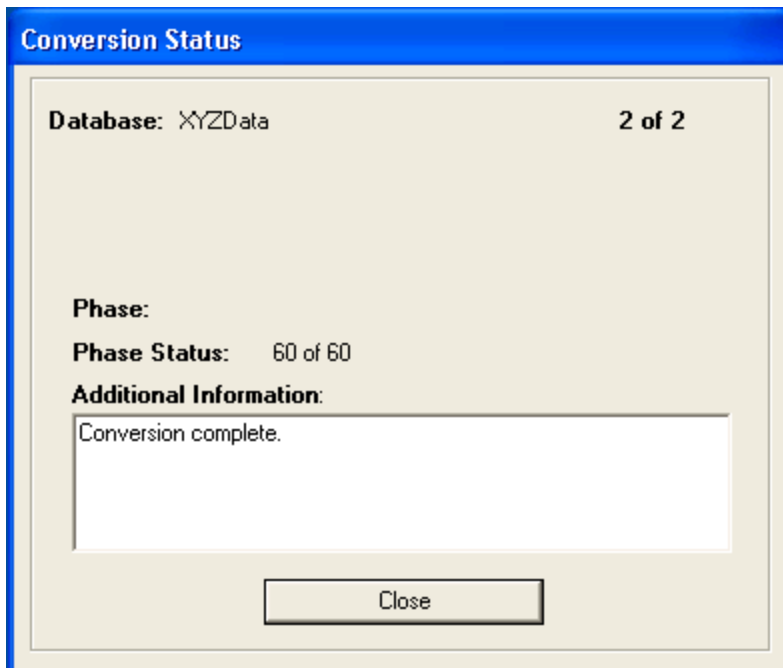 Conversion Status
Database: XYZData 2 of 2
Phase:
Phase Status: 60 of 60
Additional Information:
Conversion complete.
Close